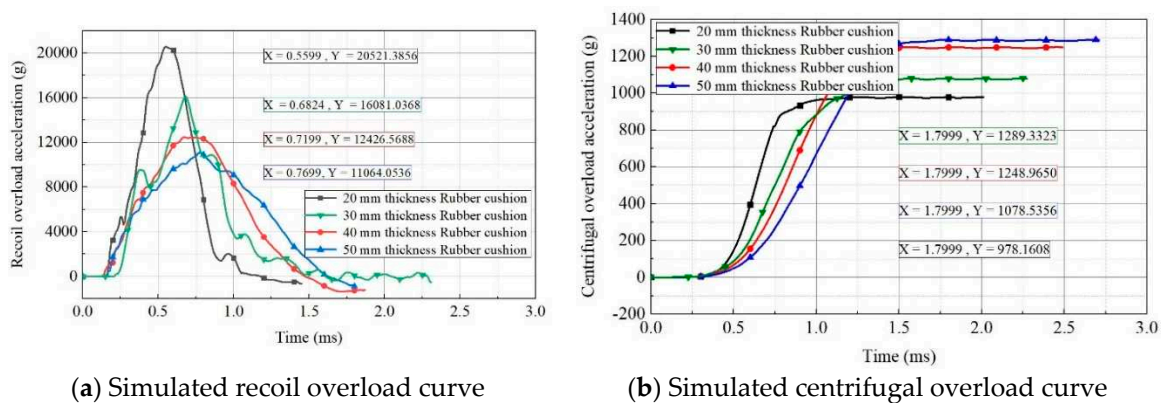 20000
16000
12000
8000
4000
0
Recoil overload acceleration (g)
X = 0.5599 , Y = 20521.3856
X = 0.6824 , Y = 16081.0368
X = 0.7199 , Y = 12426.5688
X = 0.7699 , Y = 11064.0536
20 mm thickness Rubber cushion
30 mm thickness Rubber cushion
40 mm thickness Rubber cushion
50 mm thickness Rubber cushion
0.0 0.5 1.0 1.5 2.0 2.5 3.0
Time (ms)
(a) Simulated recoil overload curve
1400
1200
1000
800
600
400
200
0
-200
Centrifugal overload acceleration (g)
20 mm thickness Rubber cushion
30 mm thickness Rubber cushion
40 mm thickness Rubber cushion
50 mm thickness Rubber cushion
X = 1.7999 , Y = 1289.3323
X = 1.7999 , Y = 1248.9650
X = 1.7999 , Y = 1078.5356
X = 1.7999 , Y = 978.1608
0.0 0.5 1.0 1.5 2.0 2.5 3.0
Time (ms)
(b) Simulated centrifugal overload curve